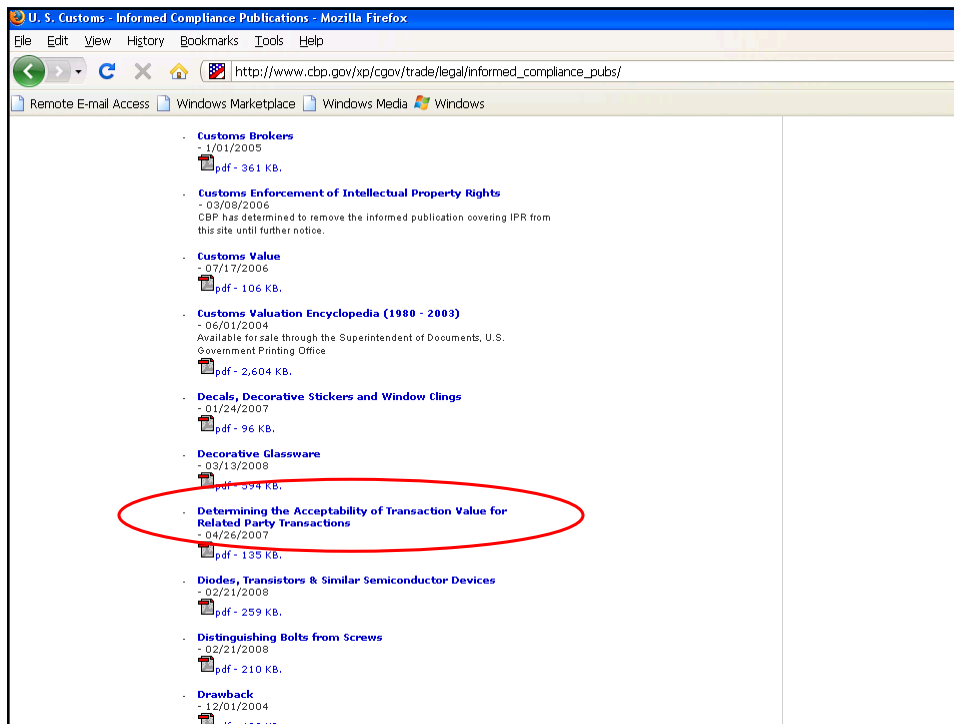 U. S. Customs - Informed Compliance Publications - Mozilla Firefox
File Edit View History Bookmarks Tools Help
http://www.cbp.gov/xp/cgov/trade/legal/informed_compliance_pubs/
Remote E-mail Access Windows Marketplace Windows Media Windows
Customs Brokers
- 1/01/2005
pdf - 361 KB.
Customs Enforcement of Intellectual Property Rights
- 03/08/2006
CBP has determined to remove the informed publication covering IPR from
this site until further notice.
Customs Value
- 07/17/2006
pdf - 106 KB.
Customs Valuation Encyclopedia (1980 - 2003)
- 06/01/2004
Available for sale through the Superintendent of Documents, U.S.
Government Printing Office
pdf - 2,604 KB.
Decals, Decorative Stickers and Window Clings
- 01/24/2007
pdf - 96 KB.
Decorative Glassware
- 03/13/2008
pdf - 394 KB.
Determining the Acceptability of Transaction Value for
Related Party Transactions
- 04/26/2007
pdf - 135 KB.
Diodes, Transistors & Similar Semiconductor Devices
- 02/21/2008
pdf - 259 KB.
Distinguishing Bolts from Screws
- 02/21/2008
pdf - 210 KB.
Drawback
- 12/01/2004